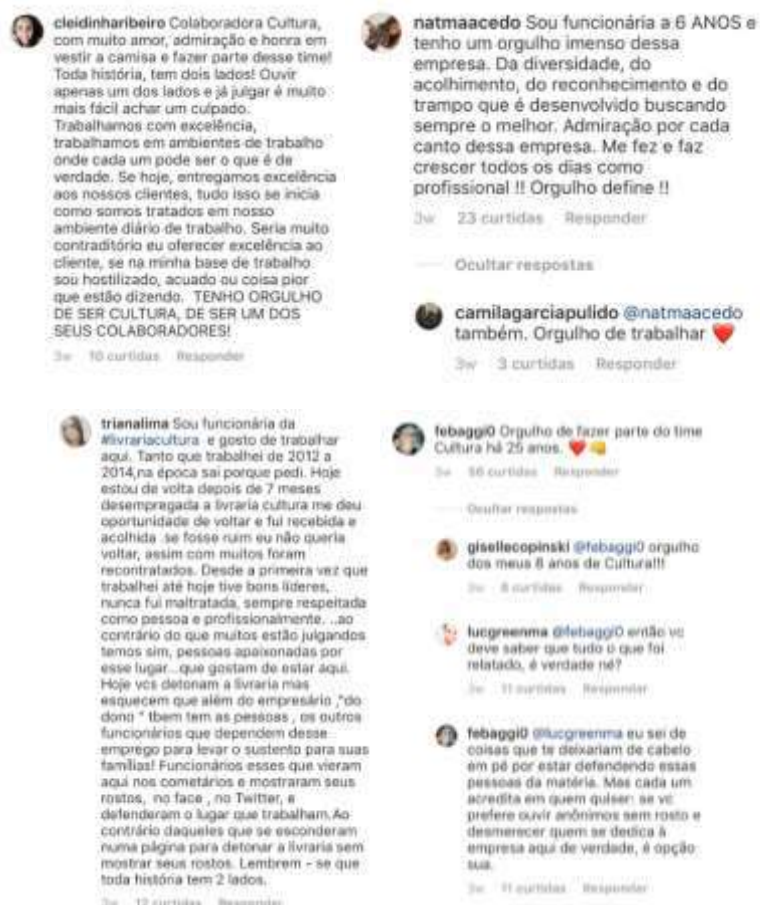 cleidinharibeiro Colaboradora Cultura,
com muito amor, admiração e honra em
vestir a camisa e fazer parte desse time!
Toda história, tem dois lados! Ouvir
apenas um dos lados e já julgar é muito
mais fácil achar um culpado.
Trabalhamos com excelência,
trabalhamos em ambientes de trabalho
onde cada um pode ser o que é de
verdade. Se hoje, entregamos excelência
aos nossos clientes, tudo isso se inicia
como somos tratados em nosso
ambiente diário de trabalho. Seria muito
contraditório eu oferecer excelência ao
cliente, se na minha base de trabalho
sou hostilizado, acuado ou coisa pior
que estão dizendo. TENHO ORGULHO
DE SER CULTURA, DE SER UM DOS
SEUS COLABORADORES!
3w 10 curtidas Responder
natmaacedo Sou funcionária a 6 ANOS e
tenho um orgulho imenso dessa
empresa. Da diversidade, do
acolhimento, do reconhecimento e do
trampo que é desenvolvido buscando
sempre o melhor. Admiração por cada
canto dessa empresa. Me fez e faz
crescer todos os dias como
profissional !! Orgulho define !!
3w 23 curtidas Responder
Ocultar respostas
camilagarciapulido @natmaacedo
também. Orgulho de trabalhar ❤️
3w 3 curtidas Responder
trianalima Sou funcionária da
#livrariacultura e gosto de trabalhar
aqui. Tanto que trabalhei de 2012 a
2014,na época sai porque pedi. Hoje
estou de volta depois de 7 meses
desempregada a livraria cultura me deu
oportunidade de voltar e fui recebida e
acolhida se fosse ruim eu não queria
voltar, assim com muitos foram
recontratados. Desde a primeira vez que
trabalhei até hoje tive bons líderes,
nunca fui maltratada, sempre respeitada
como pessoa e profissionalmente. ..ao
contrário do que muitos estão julgandos
temos sim, pessoas apaixonadas por
esse lugar...que gostam de estar aqui.
Hoje vcs detonam a livraria mas
esquecem que além do empresário ,"do
dono " tbem tem as pessoas , os outros
funcionários que dependem desse
emprego para levar o sustento para suas
famílias! Funcionários esses que vieram
aqui nos cometários e mostraram seus
rostos, no face , no Twitter, e
defenderam o lugar que trabalham.Ao
contrário daqueles que se esconderam
numa página para detonar a livraria sem
mostrar seus rostos. Lembrem - se que
toda história tem 2 lados.
3w 12 curtidas Responder
febaggi0 Orgulho de fazer parte do time
Cultura há 25 anos. ❤️🤜
3w 56 curtidas Responder
Ocultar respostas
gisellecopinski @febaggi0 orgulho
dos meus 8 anos de Cultura!!!
3w 8 curtidas Responder
lucgreenma @febaggi0 então vc
deve saber que tudo o que foi
relatado, é verdade né?
3w 11 curtidas Responder
febaggi0 @lucgreenma eu sei de
coisas que te deixariam de cabelo
em pé por estar defendendo essas
pessoas da matéria. Mas cada um
acredita em quem quiser: se vc
prefere ouvir anônimos sem rosto e
desmerecer quem se dedica à
empresa aqui de verdade, é opção
sua.
3w 11 curtidas Responder